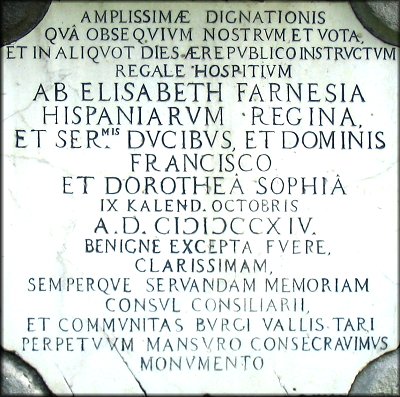 AMPLISSIMÆ DIGNATIONIS
QVÂ OBSEQVIUM NOSTRUM ET VOTA,
ET IN ALIQVOT DIES ÆRE PVBLICO INSTRVCTVM
REGALE HOSPITIVM
AB ELISABETH FARNESIA
HISPANIARVM REGINA,
ET SER.MIS DVCIBVS, ET DOMINIS
FRANCISCO
ET DOROTHEÂ SOPHIÂ
IX KALEND. OCTOBRIS
A.D. CIƆIƆCCXIV.
BENIGNE EXCEPTA FVERE,
CLARISSIMAM,
SEMPERQVE SERVANDAM MEMORIAM
CONSVL CONSILIARII,
ET COMMVNITAS BVRGI VALLIS TARI
PERPETVVM MANSVRO CONSECRAVIMVS
MONVMENTO